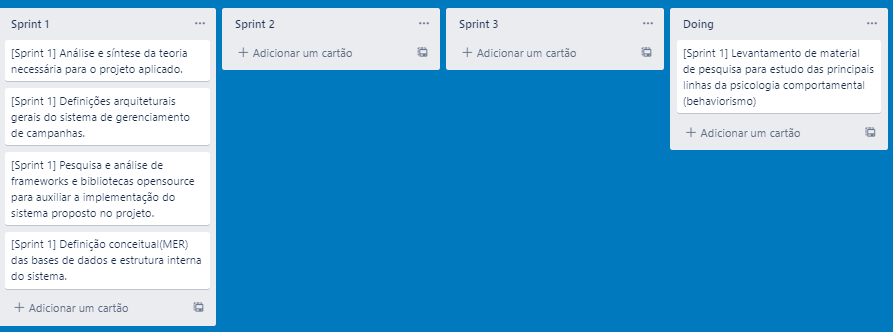 Sprint 1
[Sprint 1] Análise e síntese da teoria
necessária para o projeto aplicado.
[Sprint 1] Definições arquiteturais
gerais do sistema de gerenciamento
de campanhas.
[Sprint 1] Pesquisa e análise de
frameworks e bibliotecas opensource
para auxiliar a implementação do
sistema proposto no projeto.
[Sprint 1] Definição conceitual(MER)
das bases de dados e estrutura interna
do sistema.
+ Adicionar um cartão
Sprint 2
+ Adicionar um cartão
Sprint 3
+ Adicionar um cartão
Doing
[Sprint 1] Levantamento de material
de pesquisa para estudo das principais
linhas da psicologia comportamental
(behaviorismo)
+ Adicionar um cartão